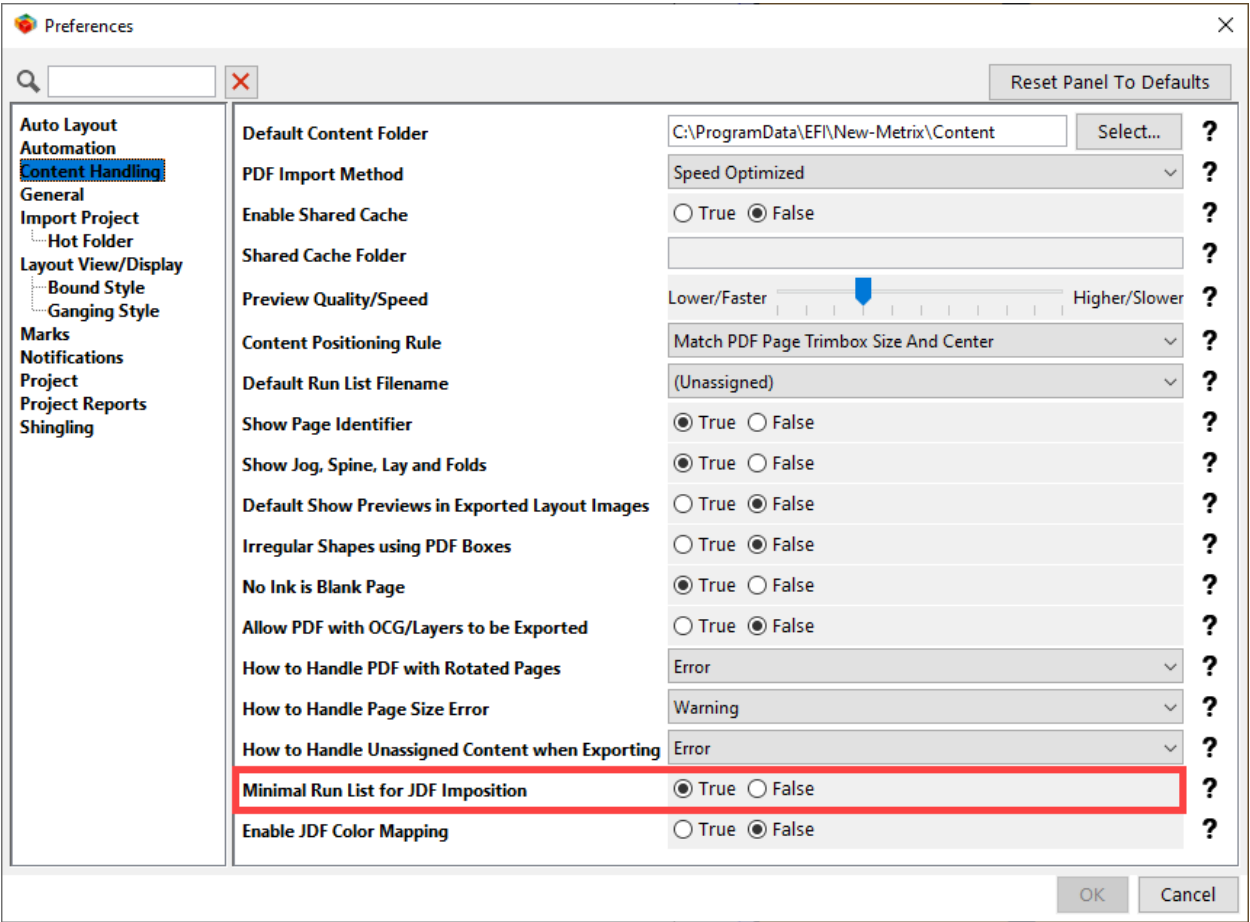 Preferences
Reset Panel To Defaults
Auto Layout
Automation
Content Handling
General
Import Project
Hot Folder
Layout View/Display
Bound Style
Ganging Style
Marks
Notifications
Project
Project Reports
Shingling
Default Content Folder C:\ProgramData\EFI\New-Metrix\Content Select... ?
PDF Import Method Speed Optimized ?
Enable Shared Cache True False ?
Shared Cache Folder ?
Preview Quality/Speed Lower/Faster Higher/Slower ?
Content Positioning Rule Match PDF Page Trimbox Size And Center ?
Default Run List Filename (Unassigned) ?
Show Page Identifier True False ?
Show Jog, Spine, Lay and Folds True False ?
Default Show Previews in Exported Layout Images True False ?
Irregular Shapes using PDF Boxes True False ?
No Ink is Blank Page True False ?
Allow PDF with OCG/Layers to be Exported True False ?
How to Handle PDF with Rotated Pages Error ?
How to Handle Page Size Error Warning ?
How to Handle Unassigned Content when Exporting Error ?
Minimal Run List for JDF Imposition True False ?
Enable JDF Color Mapping True False ?
OK Cancel